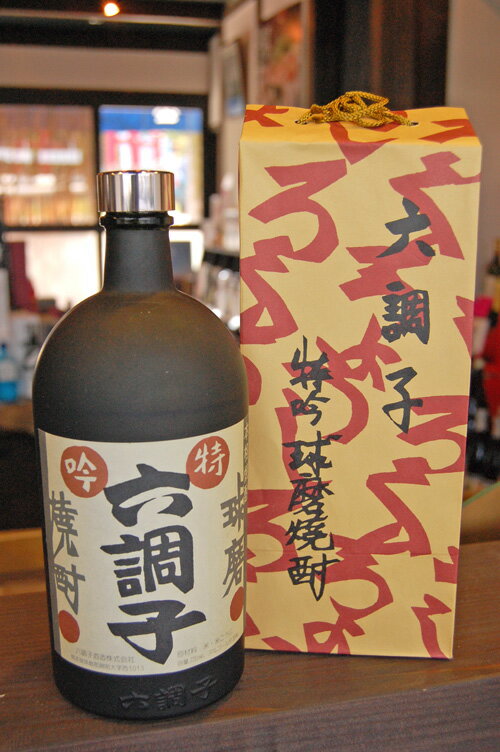 六調子
特吟球磨焼酎
特
吟
球磨
六調子
焼酎
六調子酒造株式会社
六調子